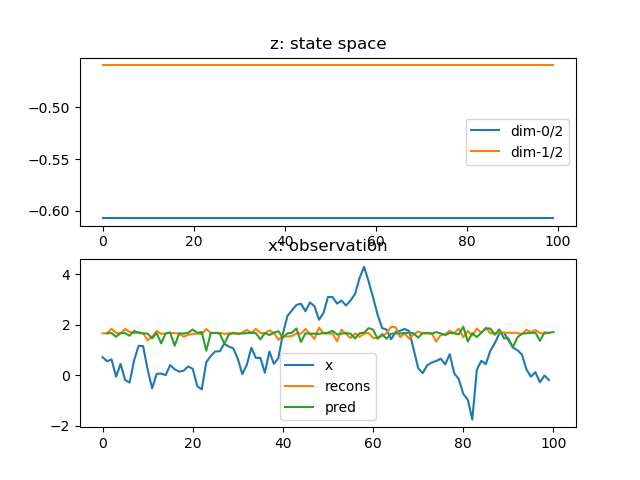 z: state space
−0.50
−0.55
−0.60
dim-0/2
dim-1/2
0 20 40 60 80 100
x: observation
4
2
0
−2
x
recons
pred
0 20 40 60 80 100